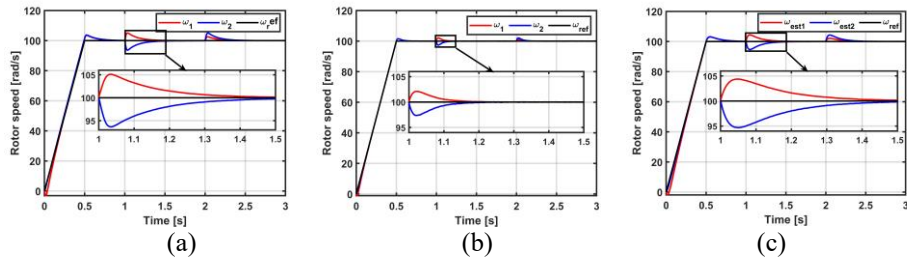 ω1 ω2 ωref
Rotor speed [rad/s]
120
100
80
60
40
20
0
105
100
95
1 1.1 1.2 1.3 1.4 1.5
0 0.5 1 1.5 2 2.5 3
Time [s]
(a)
ω1 ω2 ωref
Rotor speed [rad/s]
120
100
80
60
40
20
0
105
100
95
1 1.1 1.2 1.3 1.4 1.5
0 0.5 1 1.5 2 2.5 3
Time [s]
(b)
ωest1 ωest2 ωref
Rotor speed [rad/s]
120
100
80
60
40
20
0
105
100
95
1 1.1 1.2 1.3 1.4 1.5
0 0.5 1 1.5 2 2.5 3
Time [s]
(c)